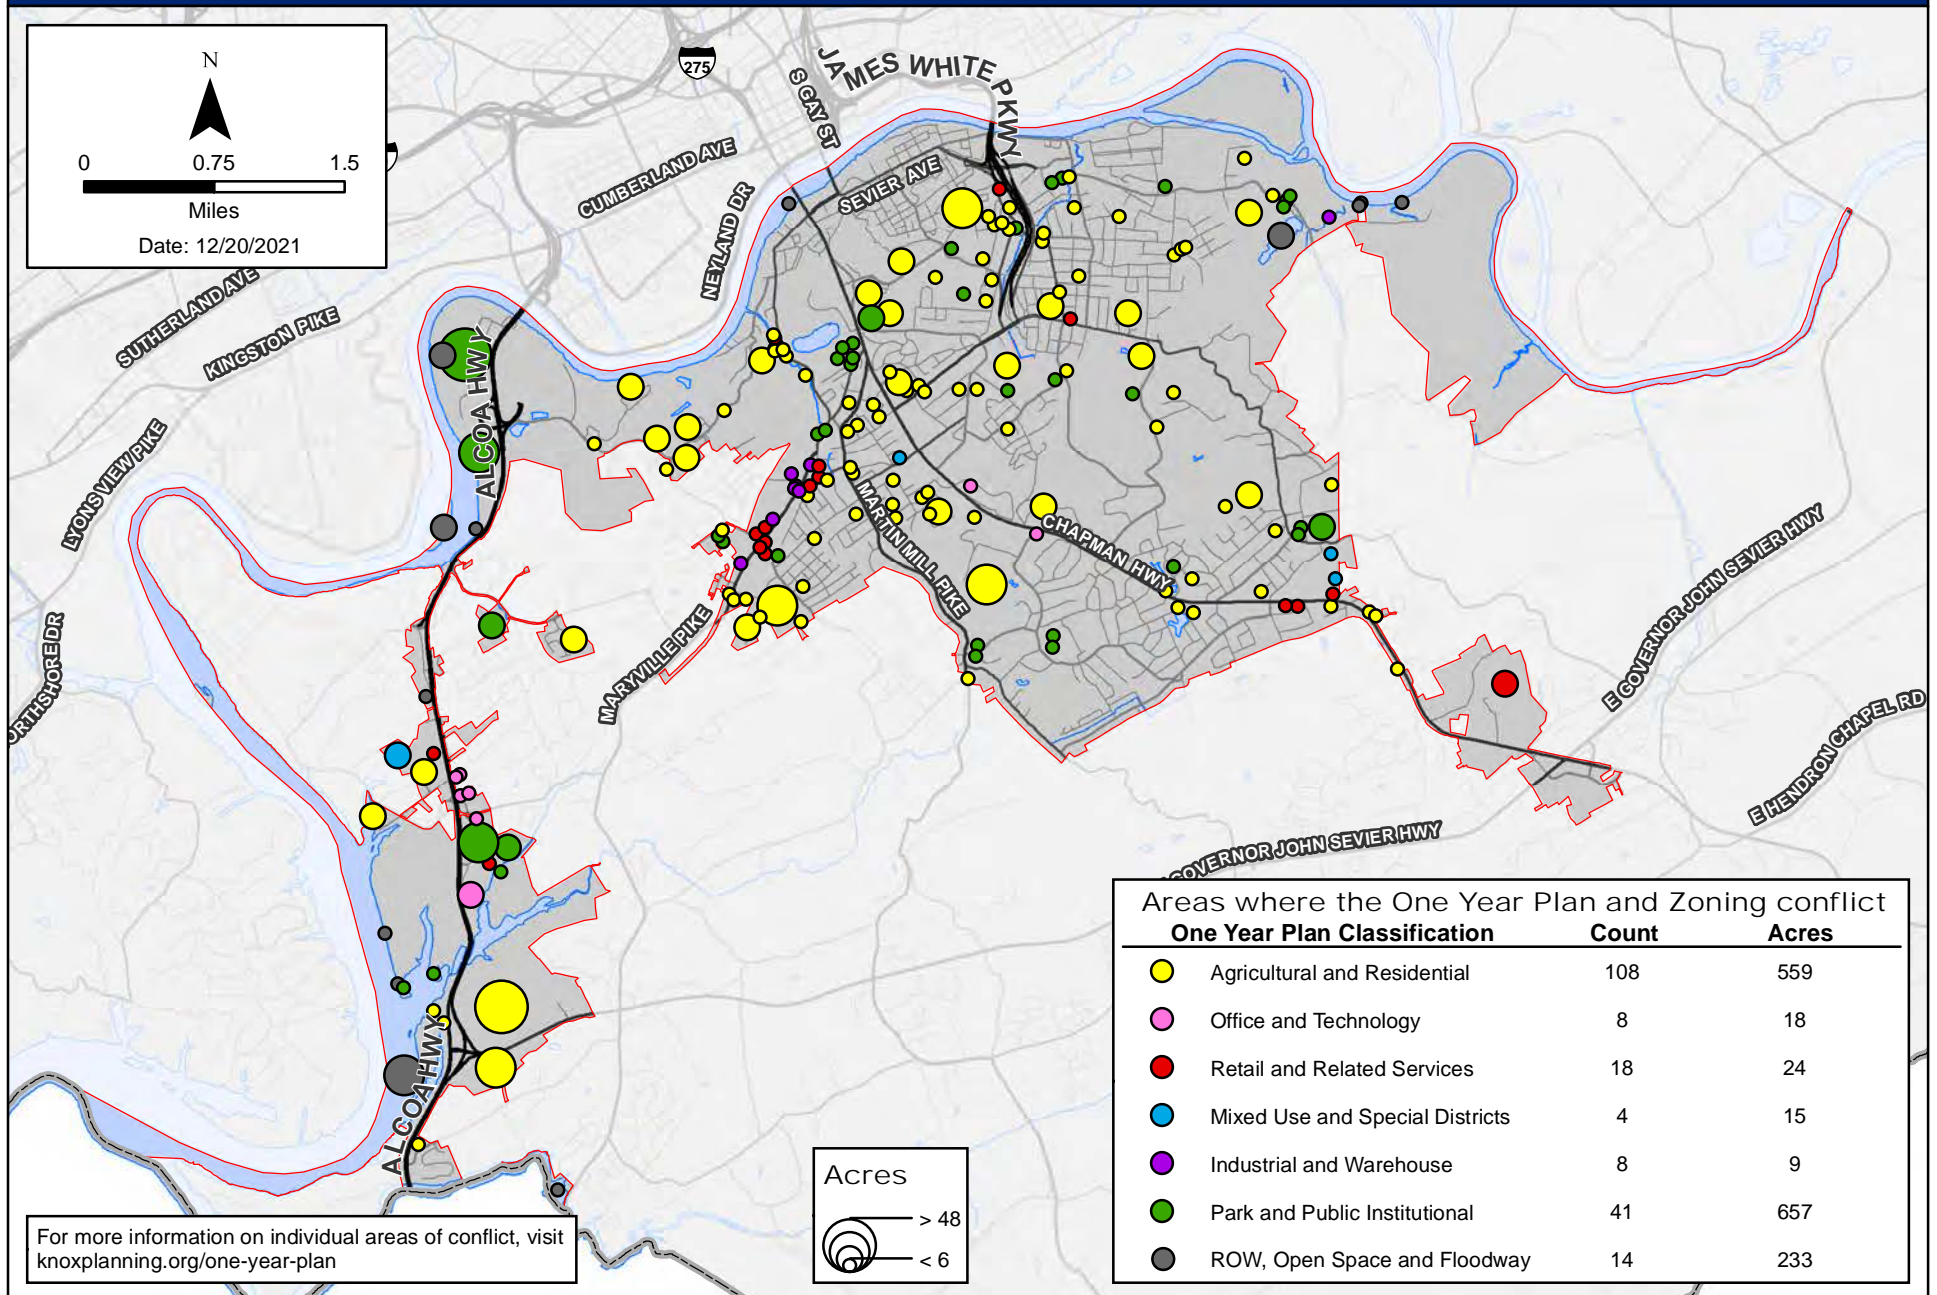 N
0 0.75 1.5
Miles
Date: 12/20/2021
275
JAMES WHITE PKWY
S GAY ST
CUMBERLAND AVE
SEVIER AVE
NEYLAND DR
SUTHERLAND AVE
KINGSTON PIKE
ALCOA HWY
LYONS VIEW PIKE
MARTIN MILL PIKE
CHAPMAN HWY
E GOVERNOR JOHN SEVIER HWY
ORTHSHORE DR
MARYVILLE PIKE
E HENDRON CHAPEL RD
GOVERNOR JOHN SEVIER HWY
ALCOA HWY
Areas where the One Year Plan and Zoning conflict
One Year Plan Classification Count Acres
Agricultural and Residential 108 559
Office and Technology 8 18
Retail and Related Services 18 24
Mixed Use and Special Districts 4 15
Industrial and Warehouse 8 9
Park and Public Institutional 41 657
ROW, Open Space and Floodway 14 233
Acres
> 48
< 6
For more information on individual areas of conflict, visit
knoxplanning.org/one-year-plan